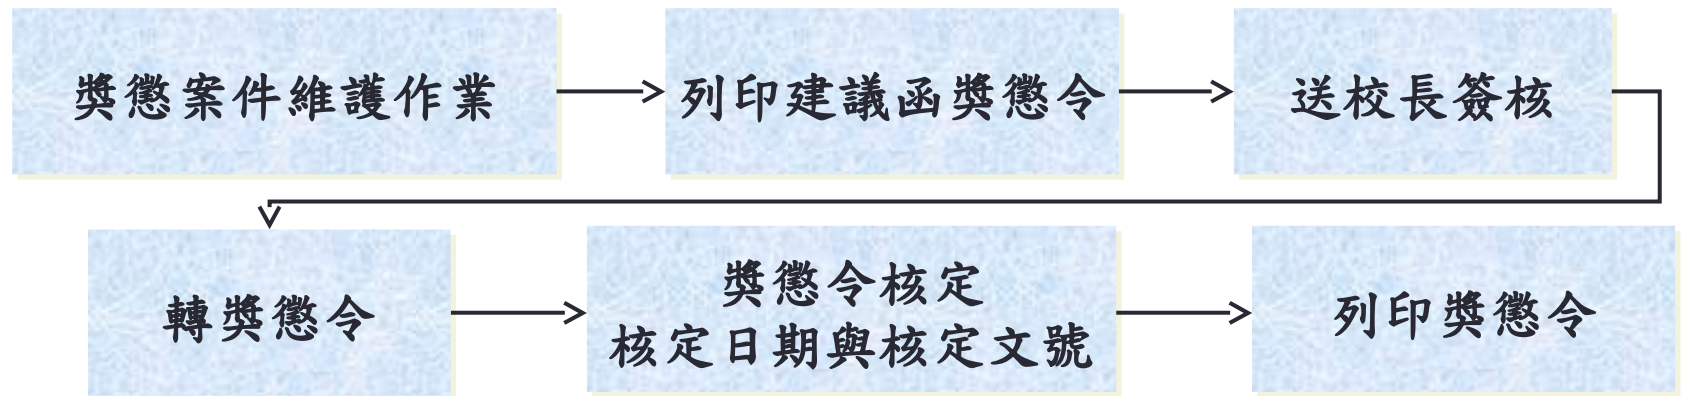 獎懲案件維護作業
列印建議函獎懲令
送校長簽核
轉獎懲令
獎懲令核定
核定日期與核定文號
列印獎懲令